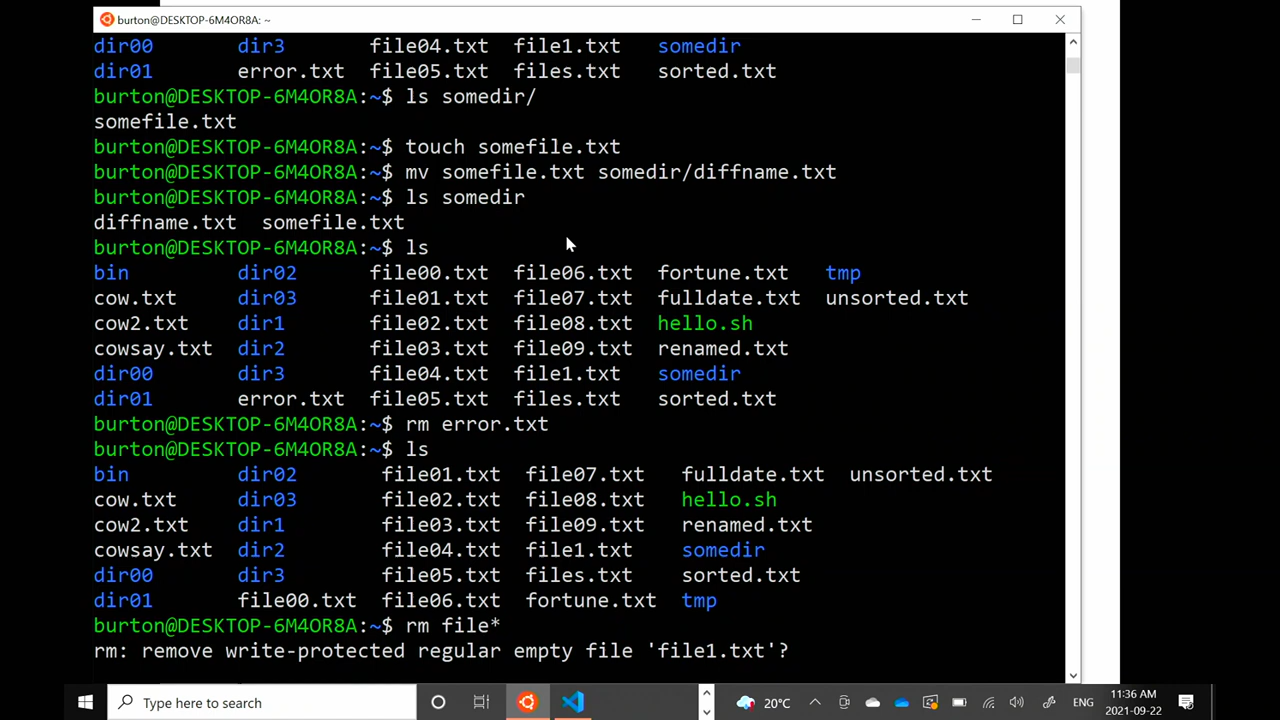 burton@DESKTOP-6M4OR8A: ~
dir00 dir3 file04.txt file1.txt somedir
dir01 error.txt file05.txt files.txt sorted.txt
burton@DESKTOP-6M4OR8A:~$ ls somedir/
somefile.txt
burton@DESKTOP-6M4OR8A:~$ touch somefile.txt
burton@DESKTOP-6M4OR8A:~$ mv somefile.txt somedir/diffname.txt
burton@DESKTOP-6M4OR8A:~$ ls somedir
diffname.txt somefile.txt
burton@DESKTOP-6M4OR8A:~$ ls
bin dir02 file00.txt file06.txt fortune.txt tmp
cow.txt dir03 file01.txt file07.txt fulldate.txt unsorted.txt
cow2.txt dir1 file02.txt file08.txt hello.sh
cowsay.txt dir2 file03.txt file09.txt renamed.txt
dir00 dir3 file04.txt file1.txt somedir
dir01 error.txt file05.txt files.txt sorted.txt
burton@DESKTOP-6M4OR8A:~$ rm error.txt
burton@DESKTOP-6M4OR8A:~$ ls
bin dir02 file01.txt file07.txt fulldate.txt unsorted.txt
cow.txt dir03 file02.txt file08.txt hello.sh
cow2.txt dir1 file03.txt file09.txt renamed.txt
cowsay.txt dir2 file04.txt file1.txt somedir
dir00 dir3 file05.txt files.txt sorted.txt
dir01 file00.txt file06.txt fortune.txt tmp
burton@DESKTOP-6M4OR8A:~$ rm file*
rm: remove write-protected regular empty file 'file1.txt'?
Type here to search
20°C
ENG
11:36 AM
2021-09-22